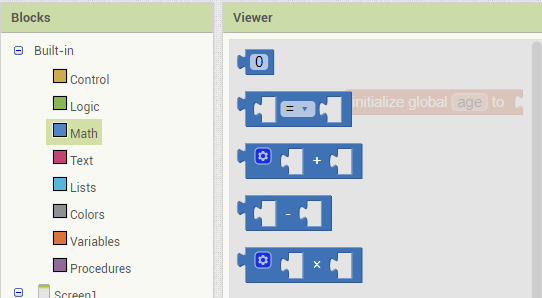 Blocks
Viewer
Built-in
Control
Logic
Math
Text
Lists
Colors
Variables
Procedures
Screen1
0
=
initialize global age to
+
-
×